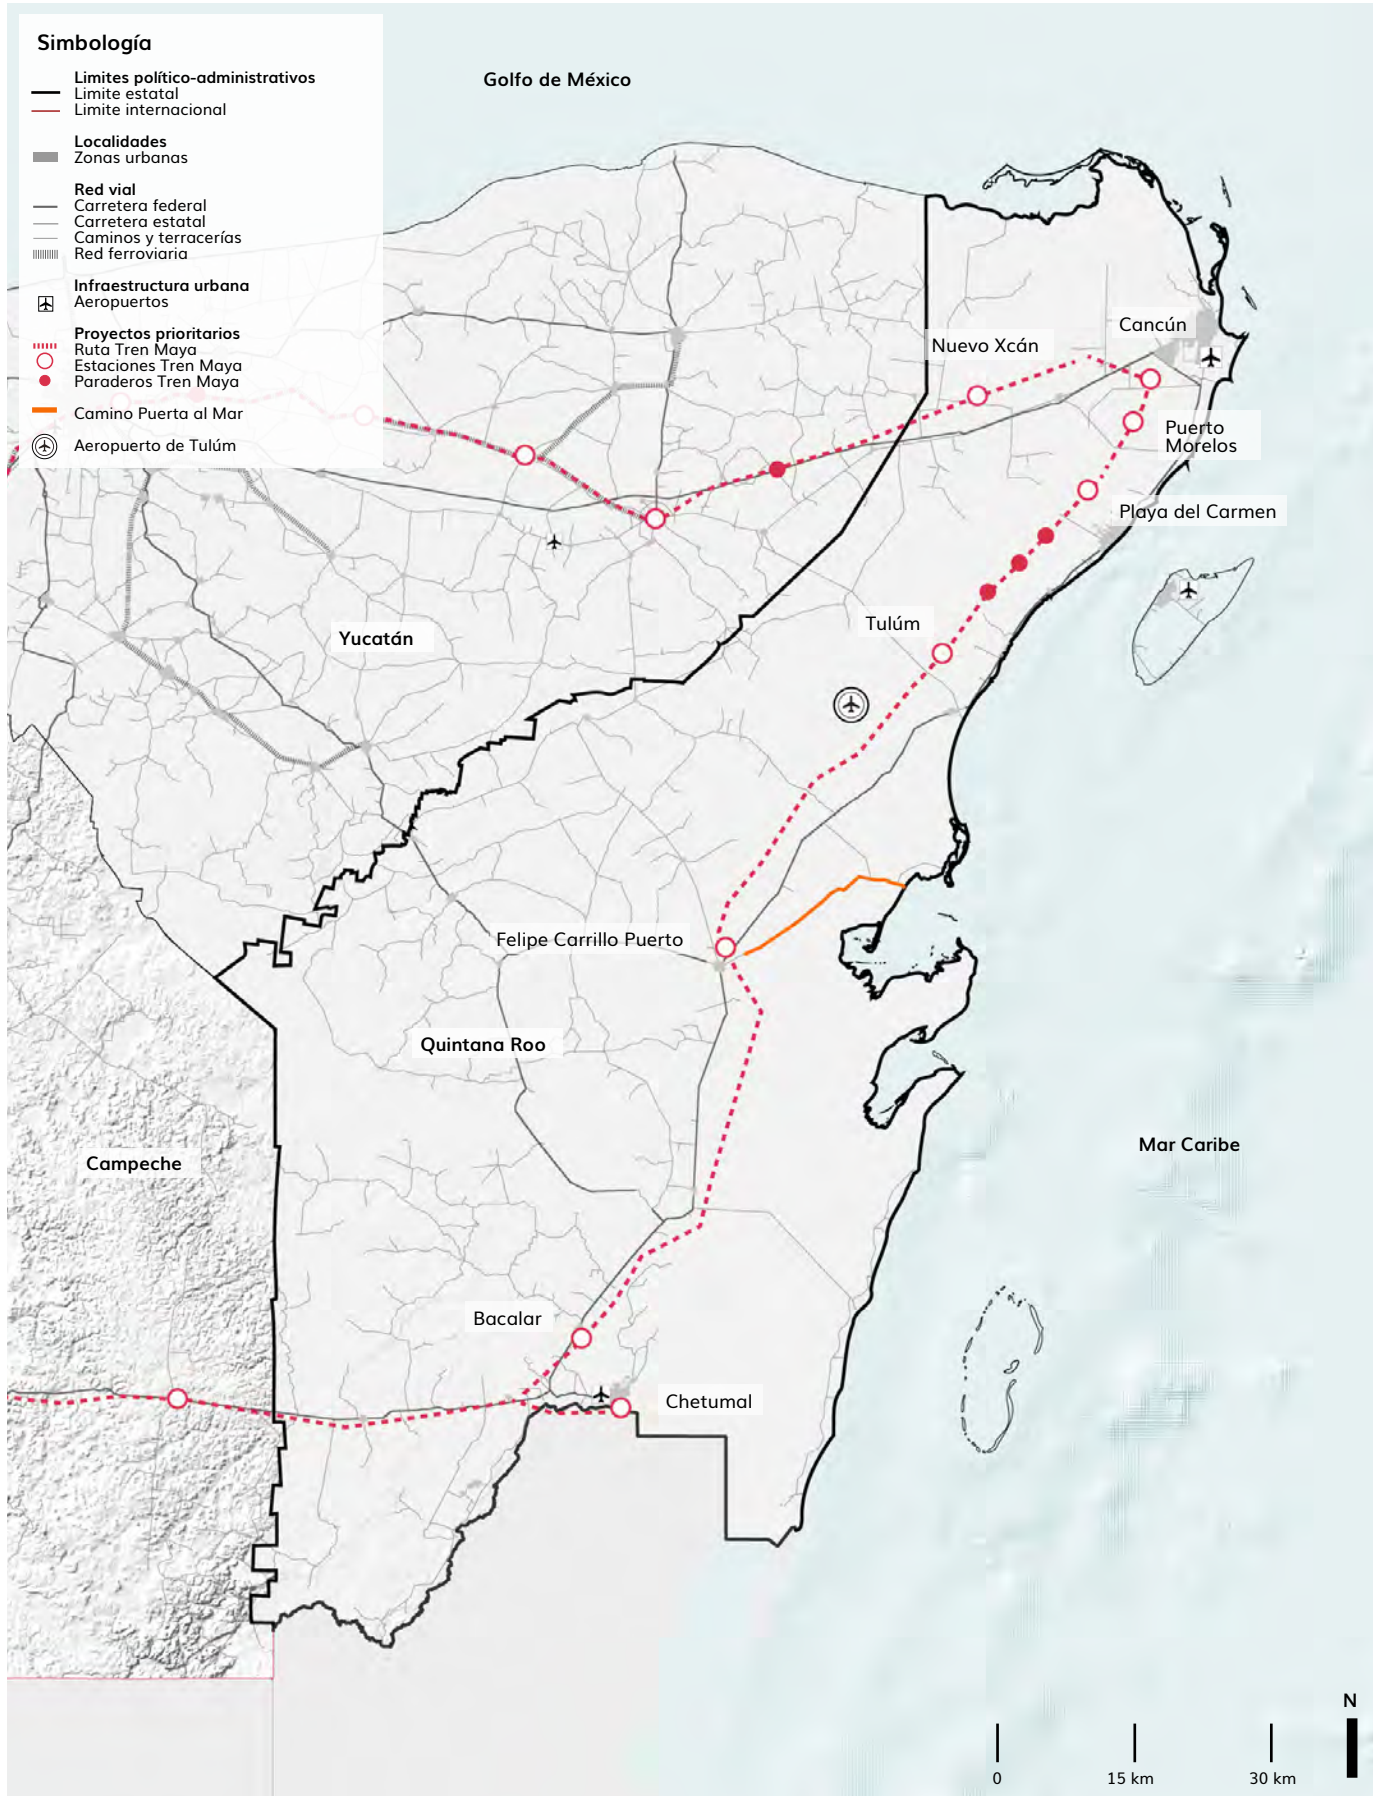 Simbología
Limites político-administrativos
Limite estatal
Limite internacional
Localidades
Zonas urbanas
Red vial
Carretera federal
Carretera estatal
Caminos y terracerías
Red ferroviaria
Infraestructura urbana
Aeropuertos
Proyectos prioritarios
Ruta Tren Maya
Estaciones Tren Maya
Paraderos Tren Maya
Camino Puerta al Mar
Aeropuerto de Tulúm
Golfo de México
Cancún
Nuevo Xcán
Puerto
Morelos
Playa del Carmen
Tulúm
Yucatán
Felipe Carrillo Puerto
Quintana Roo
Campeche
Mar Caribe
Bacalar
Chetumal
N
0
15 km
30 km